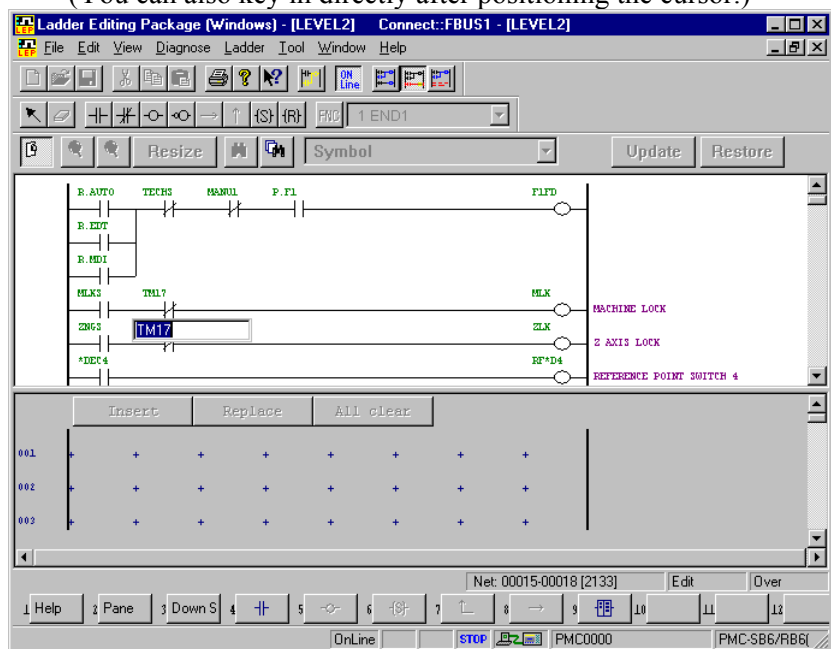 (You can also key in directly after positioning the cursor.)
Ladder Editing Package (Windows) - [LEVEL2] Connect::FBUS1 - [LEVEL2]
File Edit View Diagnose Ladder Tool Window Help
ON Line
{S} {R} FNC 1 END1
Resize Symbol Update Restore
R.AUTO TECHS MANU1 P.F1 F1FD
R.EDT
R.MDI
MLKS TM17 MLK MACHINE LOCK
ZNGS TM17 ZLK Z AXIS LOCK
*DEC4 RF*D4 REFERENCE POINT SWITCH 4
Insert Replace All clear
001
002
003
Net: 00015-00018 [2133] Edit Over
1 Help 2 Pane 3 Down S 4 5 6 {S} 7 8 9 10 11 12
OnLine STOP PMC0000 PMC-SB6/RB6(